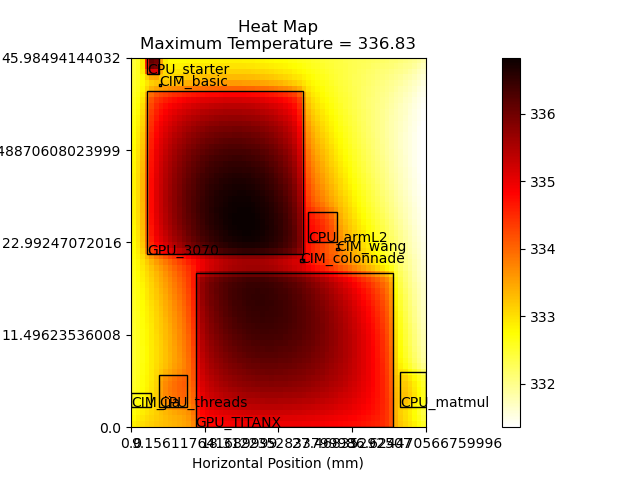 Heat Map
Maximum Temperature = 336.83
45.98494144032
CPU_starter
CIM_basic
336
48870608023999
335
CPU_armL2
22.99247072016
CIM_wang
GPU_3070
CIM_colonnade
334
11.49623536008
333
332
CPU_threads
CPU_matmul
GPU_TITANX
0.0
Horizontal Position (mm)